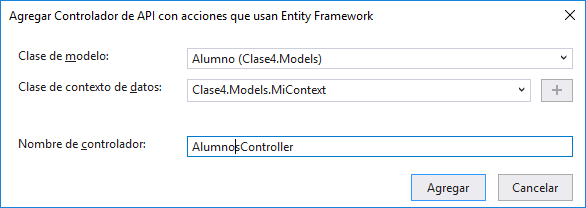 Agregar Controlador de API con acciones que usan Entity Framework
Clase de modelo: Alumno (Clase4.Models)
Clase de contexto de datos: Clase4.Models.MiContext
Nombre de controlador: AlumnosController
Agregar Cancelar